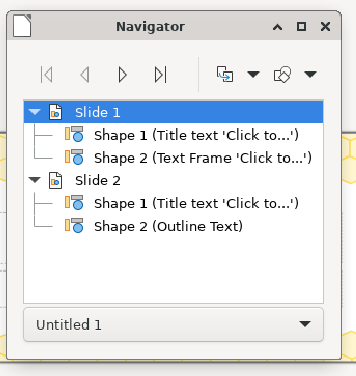 Navigator
Slide 1
Shape 1 (Title text 'Click to...')
Shape 2 (Text Frame 'Click to...')
Slide 2
Shape 1 (Title text 'Click to...')
Shape 2 (Outline Text)
Untitled 1